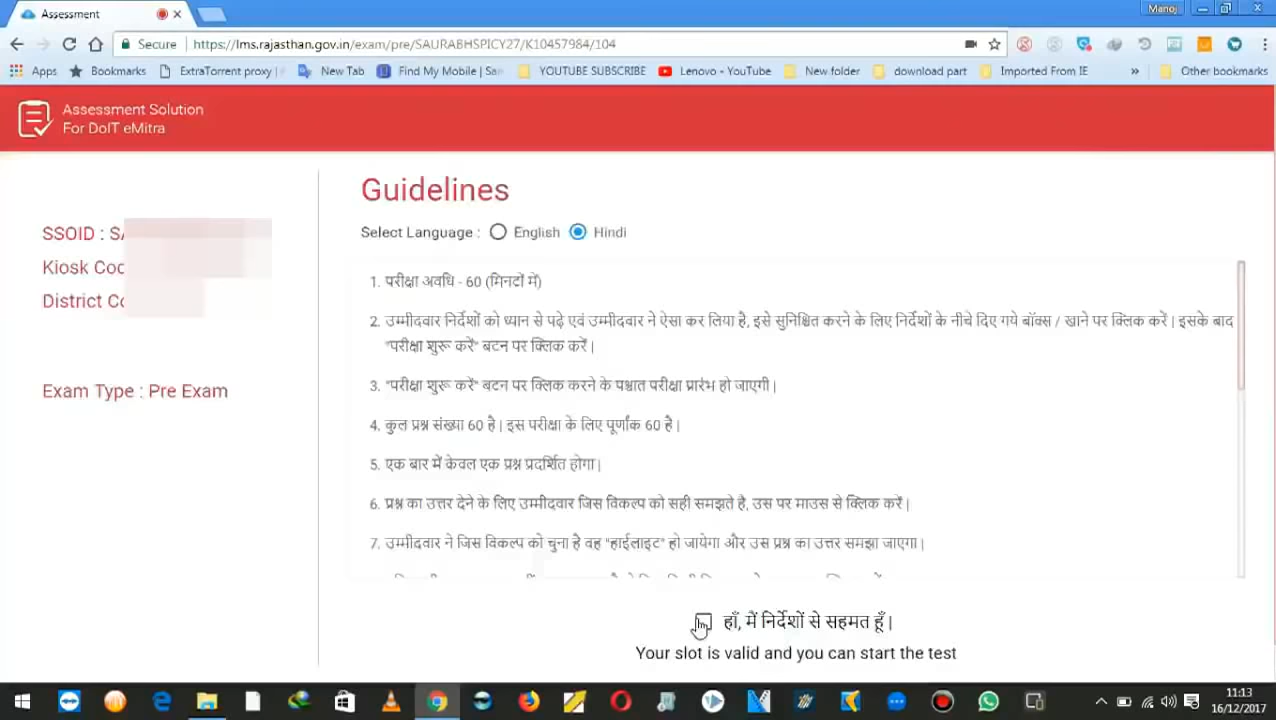 Assessment
Manoj
Secure https://lms.rajasthan.gov.in/exam/pre/SAURABHSPICY27/K10457984/104
Apps Bookmarks ExtraTorrent proxy | New Tab Find My Mobile | Sam YOUTUBE SUBSCRIBE Lenovo - YouTube New folder download part Imported From IE » Other bookmarks
Assessment Solution
For DoIT eMitra
Guidelines
Select Language : English Hindi
SSOID : SA
Kiosk Cod
District Co
Exam Type : Pre Exam
1. परीक्षा अवधि - 60 (मिनटों में)
2. उम्मीदवार निर्देशों को ध्यान से पढ़े एवं उम्मीदवार ने ऐसा कर लिया है, इसे सुनिश्चित करने के लिए निर्देशों के नीचे दिए गये बॉक्स / खाने पर क्लिक करें | इसके बाद
"परीक्षा शुरू करें" बटन पर क्लिक करें |
3. "परीक्षा शुरू करें" बटन पर क्लिक करने के पश्चात परीक्षा प्रारंभ हो जाएगी |
4. कुल प्रश्न संख्या 60 है | इस परीक्षा के लिए पूर्णांक 60 है |
5. एक बार में केवल एक प्रश्न प्रदर्शित होगा |
6. प्रश्न का उत्तर देने के लिए उम्मीदवार जिस विकल्प को सही समझते है, उस पर माउस से क्लिक करें |
7. उम्मीदवार ने जिस विकल्प को चुना है वह "हाईलाइट" हो जायेगा और उस प्रश्न का उत्तर समझा जाएगा |
हाँ, में निर्देशों से सहमत हूँ |
Your slot is valid and you can start the test
11:13
16/12/2017